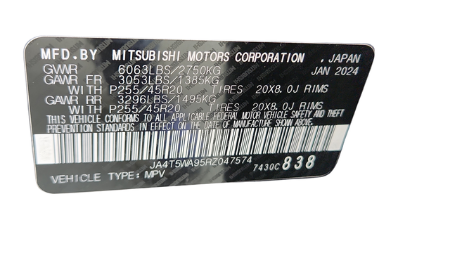 MFD.BY MITSUBISHI MOTORS CORPORATION, JAPAN
GVWR 6063LBS/2750KG JAN 2024
GAWR FR 3053LBS/1385KG
WITH P255/45R20 TIRES 20X8.0J RIMS
GAWR RR 3296LBS/1495KG
WITH P255/45R20 TIRES 20X8.0J RIMS
THIS VEHICLE CONFORMS TO ALL APPLICABLE FEDERAL MOTOR VEHICLE SAFETY AND THEFT
PREVENTION STANDARDS IN EFFECT ON THE DATE OF MANUFACTURE SHOWN ABOVE.
JA4T5WA95RZ047574 7430C 838
VEHICLE TYPE: MPV